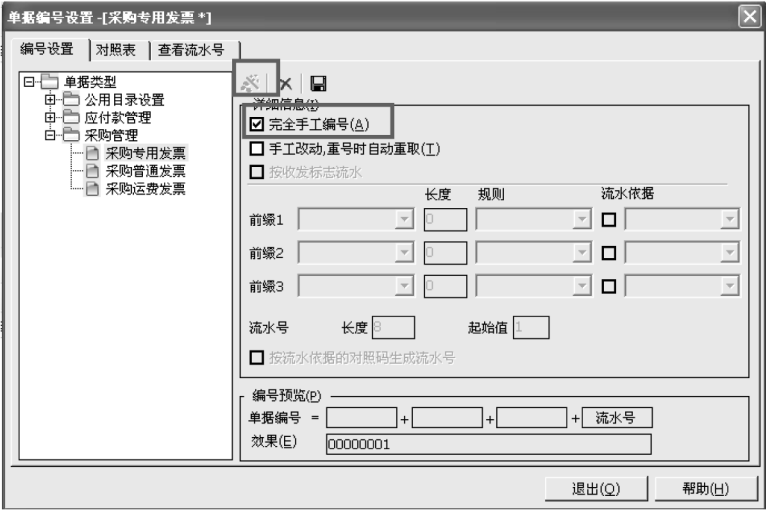 单据编号设置 -[采购专用发票 *]
编号设置 对照表 查看流水号
单据类型
公用目录设置
应付款管理
采购管理
采购专用发票
采购普通发票
采购运费发票
详细信息(I)
完全手工编号(A)
手工改动,重号时自动重取(T)
按收发标志流水
长度 规则 流水依据
前缀1 0
前缀2 0
前缀3 0
流水号 长度 8 起始值 1
按流水依据的对照码生成流水号
编号预览(P)
单据编号 = + + + 流水号
效果(E) 00000001
退出(Q) 帮助(H)